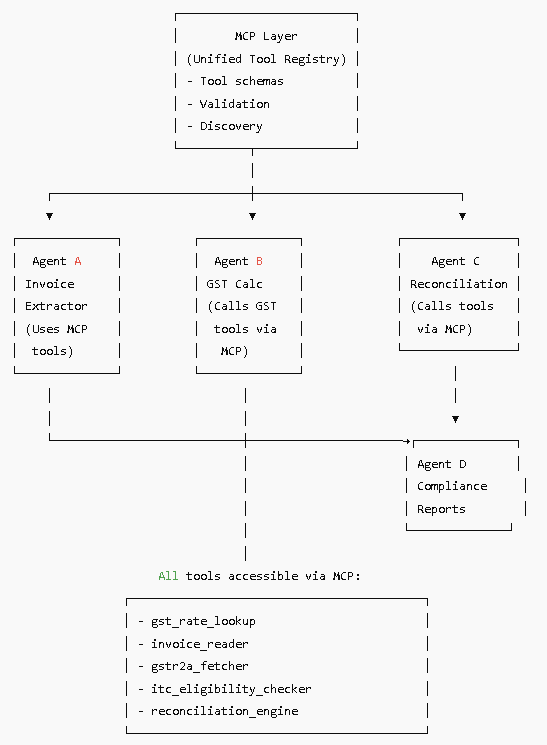 MCP Layer
(Unified Tool Registry)
- Tool schemas
- Validation
- Discovery
Agent A
Invoice
Extractor
(Uses MCP
tools)
Agent B
GST Calc
(Calls GST
tools via
MCP)
Agent C
Reconciliation
(Calls tools
via MCP)
Agent D
Compliance
Reports
All tools accessible via MCP:
- gst_rate_lookup
- invoice_reader
- gstr2a_fetcher
- itc_eligibility_checker
- reconciliation_engine